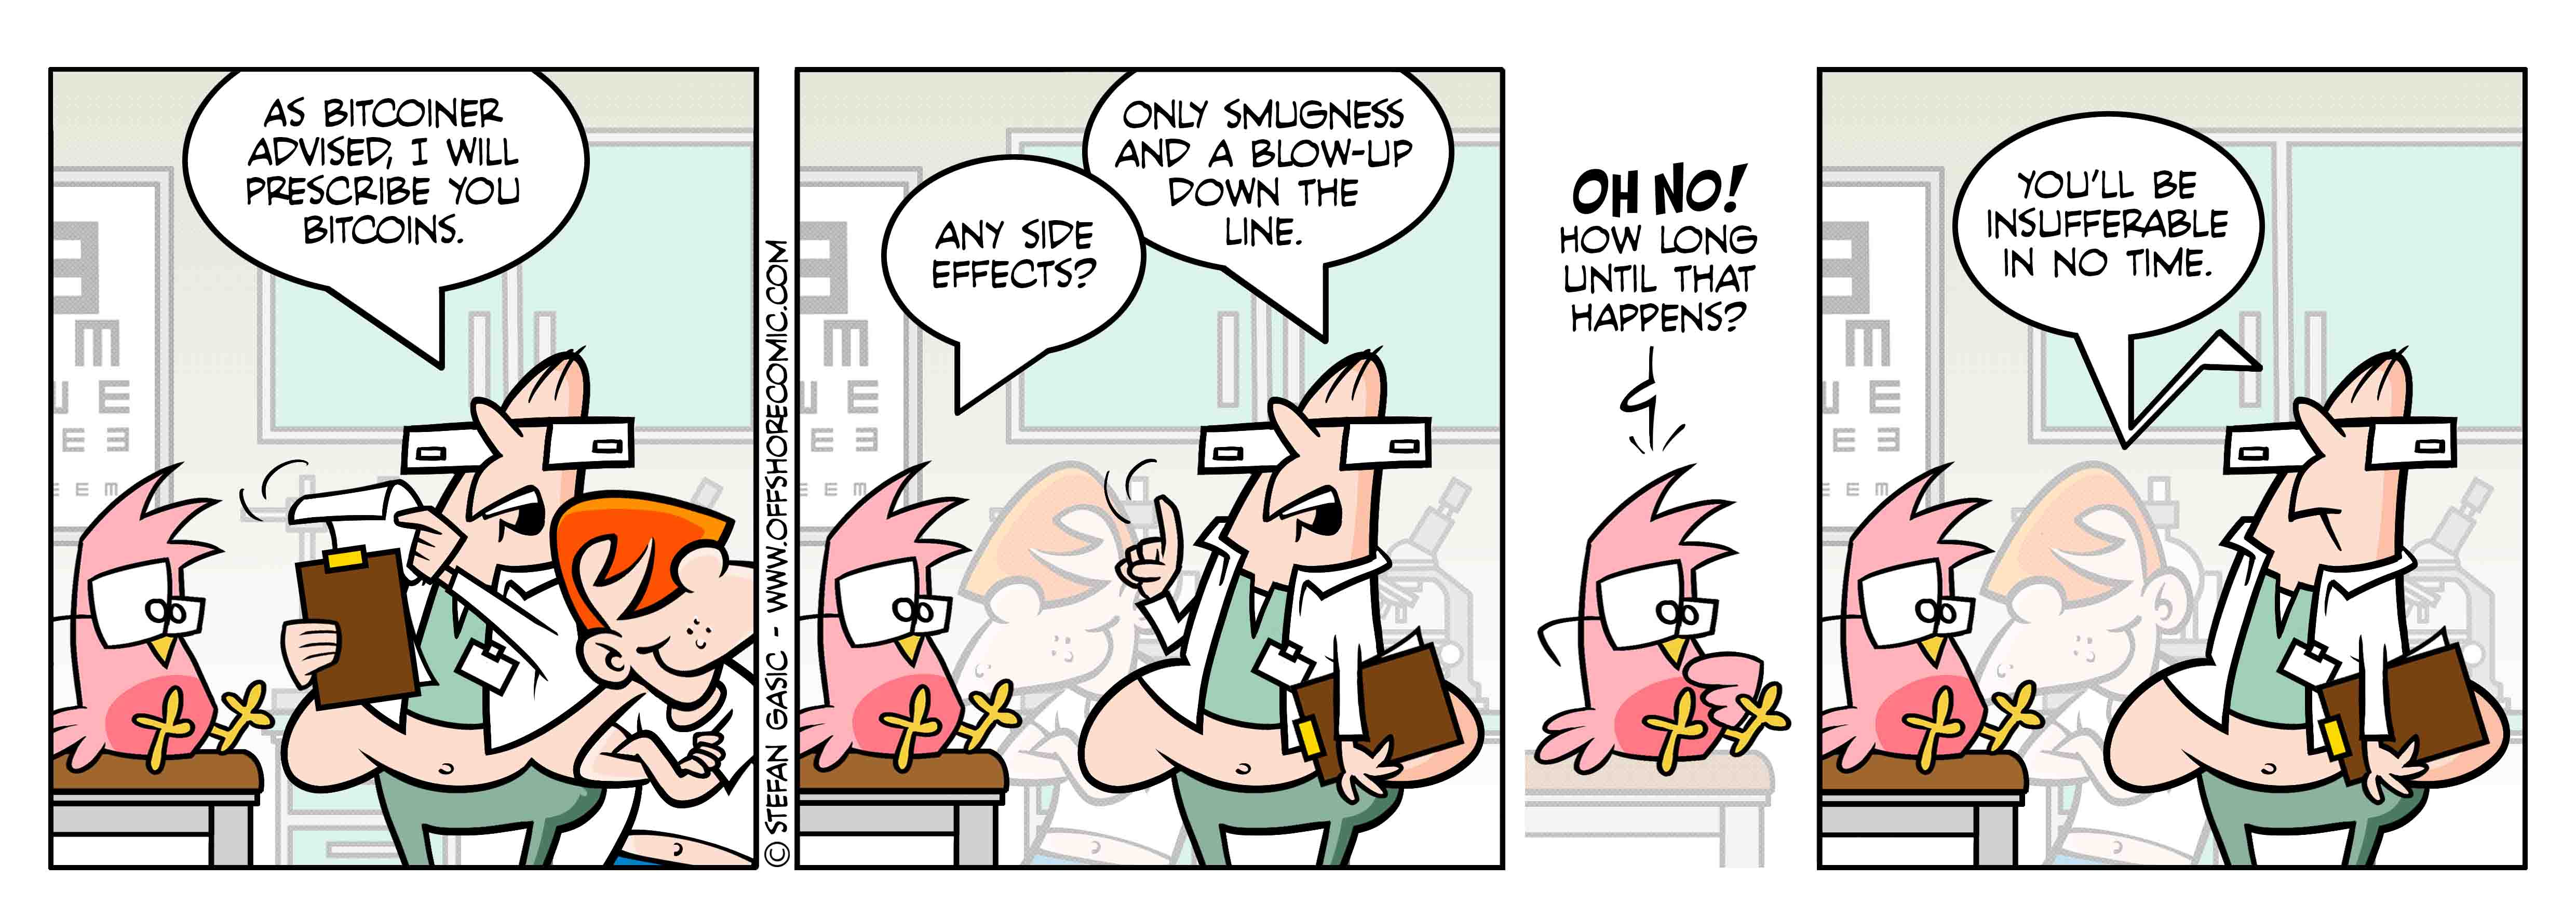 AS BITCOINER
ADVISED, I WILL
PRESCRIBE YOU
BITCOINS.
© STEFAN GASIC - WWW.OFFSHORECOMIC.COM
ANY SIDE
EFFECTS?
ONLY SMUGNESS
AND A BLOW-UP
DOWN THE
LINE.
OH NO!
HOW LONG
UNTIL THAT
HAPPENS?
YOU'LL BE
INSUFFERABLE
IN NO TIME.